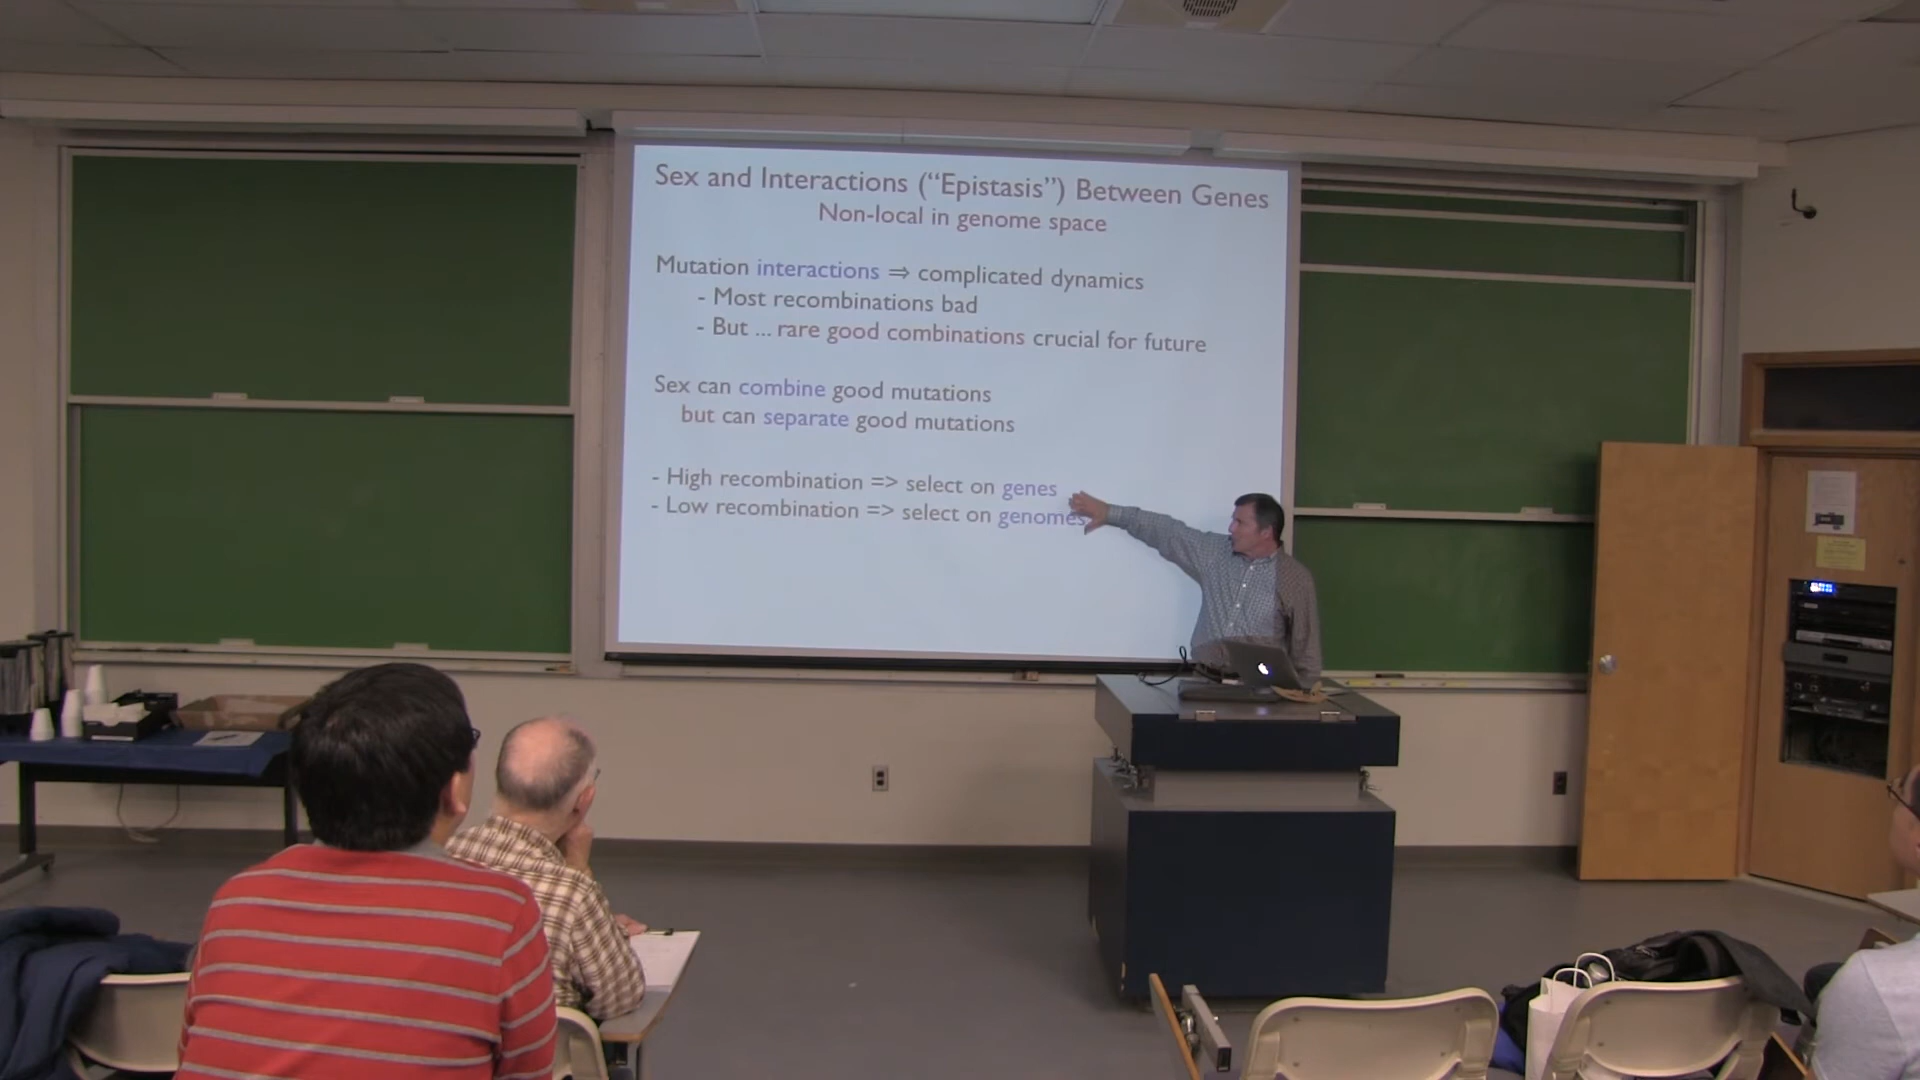 Sex and Interactions (“Epistasis”) Between Genes
Non-local in genome space
Mutation interactions ⇒ complicated dynamics
- Most recombinations bad
- But ... rare good combinations crucial for future
Sex can combine good mutations
but can separate good mutations
- High recombination => select on genes
- Low recombination => select on genomes